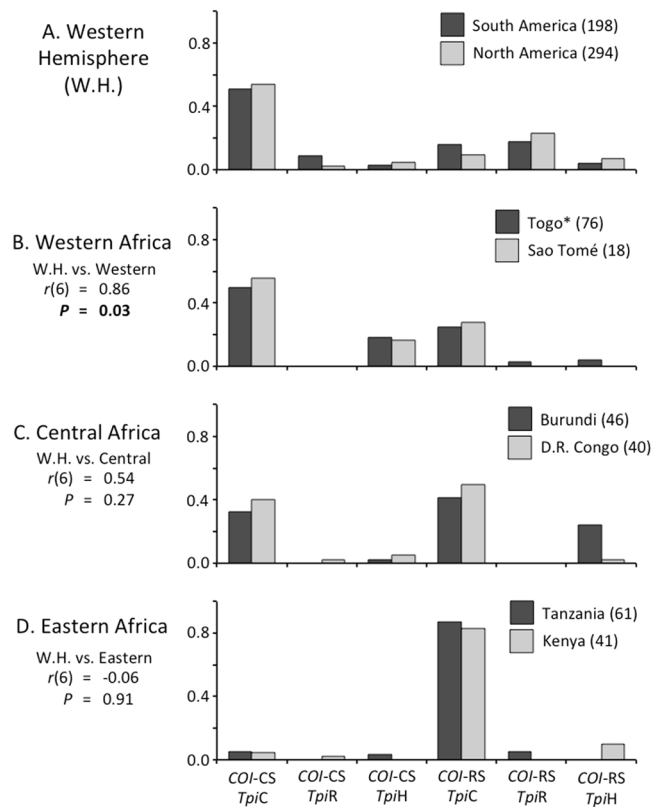 A. Western
Hemisphere
(W.H.)
South America (198)
North America (294)
0.8
0.4
0.0
B. Western Africa
W.H. vs. Western
r(6) = 0.86
P = 0.03
Togo* (76)
Sao Tomé (18)
0.8
0.4
0.0
C. Central Africa
W.H. vs. Central
r(6) = 0.54
P = 0.27
Burundi (46)
D.R. Congo (40)
0.8
0.4
0.0
D. Eastern Africa
W.H. vs. Eastern
r(6) = -0.06
P = 0.91
Tanzania (61)
Kenya (41)
0.8
0.4
0.0
COI-CS COI-CS COI-CS COI-RS COI-RS COI-RS
TpiC TpiR TpiH TpiC TpiR TpiH